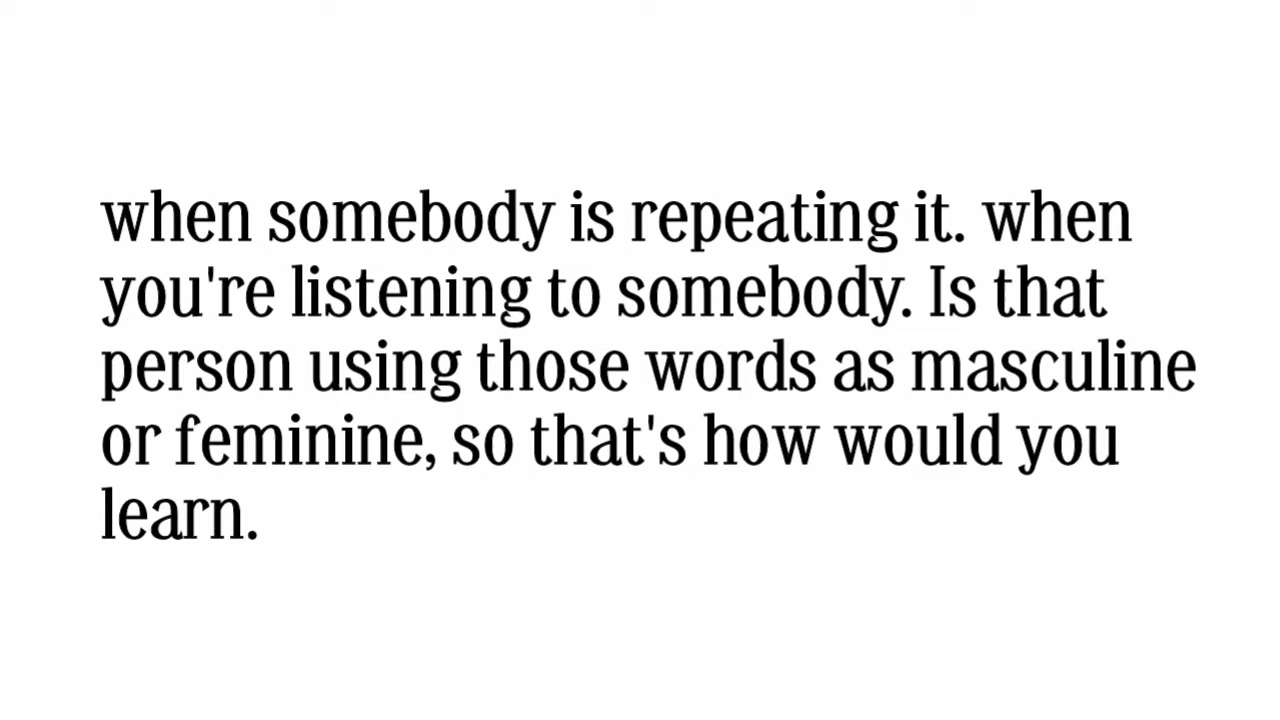 when somebody is repeating it. when
you're listening to somebody. Is that
person using those words as masculine
or feminine, so that's how would you
learn.